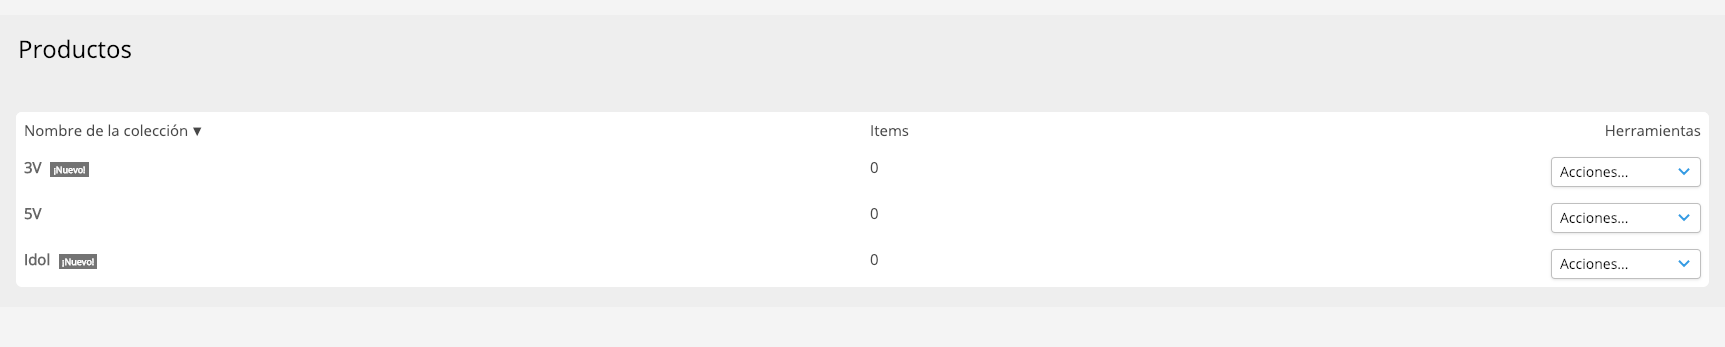 Productos
Nombre de la colección ▼ Items Herramientas
3V ¡Nuevo! 0 Acciones...
5V 0 Acciones...
Idol ¡Nuevo! 0 Acciones...